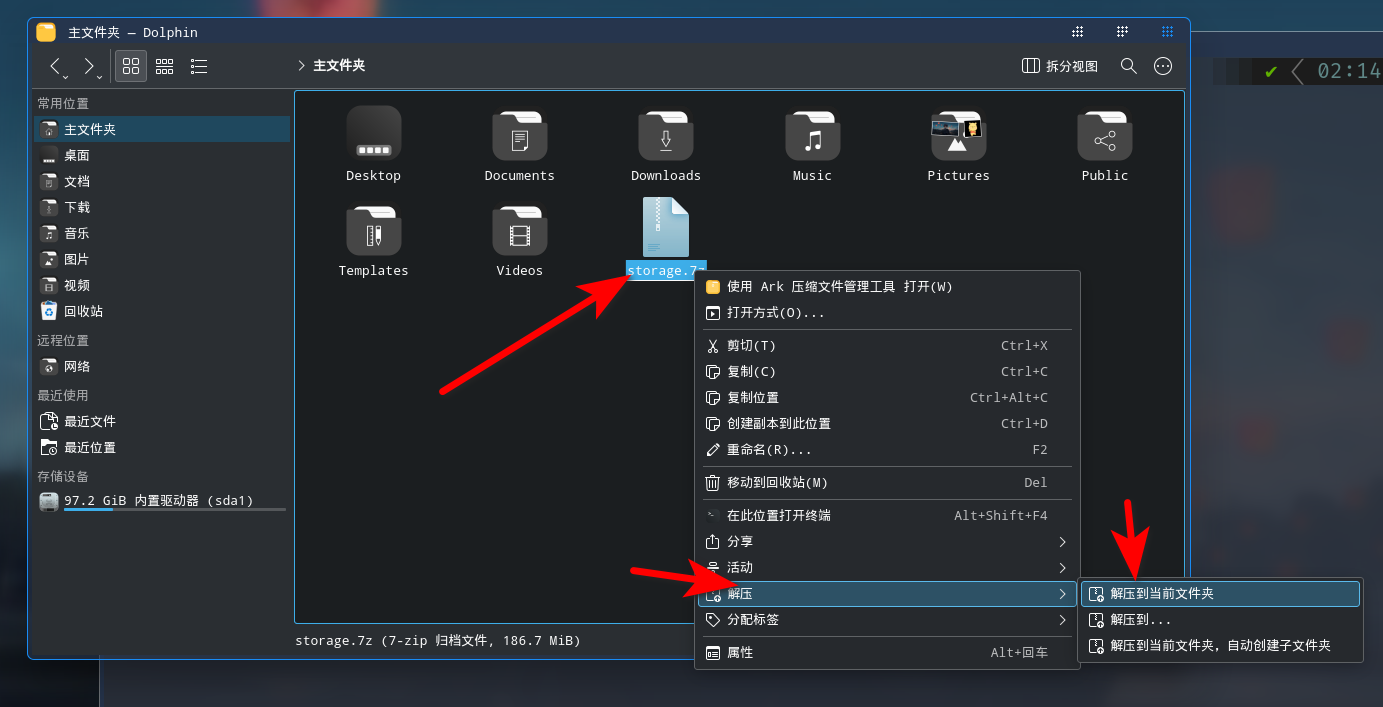 主文件夹 — Dolphin
主文件夹
拆分视图
02:14
常用位置
主文件夹
桌面
文档
下载
音乐
图片
视频
回收站
远程位置
网络
最近使用
最近文件
最近位置
存储设备
97.2 GiB 内置驱动器 (sda1)
Desktop
Documents
Downloads
Music
Pictures
Public
Templates
Videos
storage.7z
使用 Ark 压缩文件管理工具 打开(W)
打开方式(O)...
剪切(T) Ctrl+X
复制(C) Ctrl+C
复制位置 Ctrl+Alt+C
创建副本到此位置 Ctrl+D
重命名(R)... F2
移动到回收站(M) Del
在此位置打开终端 Alt+Shift+F4
分享
活动
解压
分配标签
属性 Alt+回车
解压到当前文件夹
解压到...
解压到当前文件夹，自动创建子文件夹
storage.7z (7-zip 归档文件, 186.7 MiB)